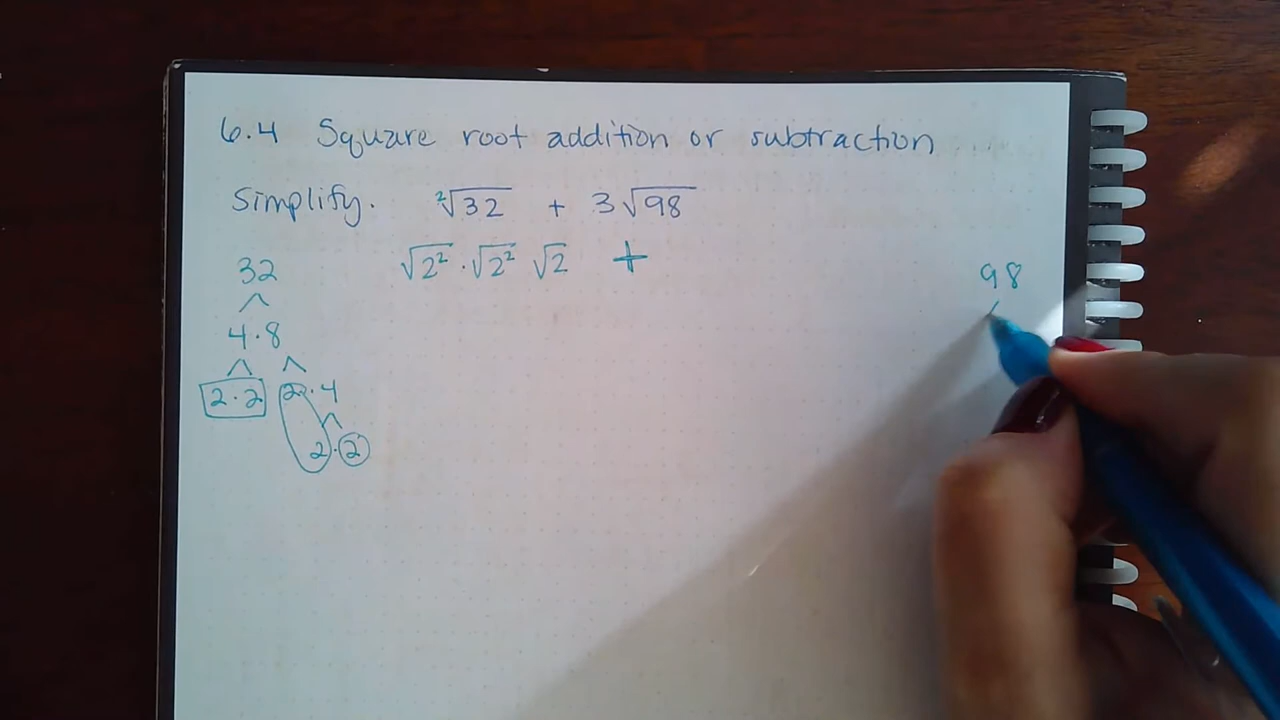 6.4 Square root addition or subtraction
Simplify. ²√32 + 3√98
√2² · √2² √2 +
32
4·8
2·2 2·4
2·2
98